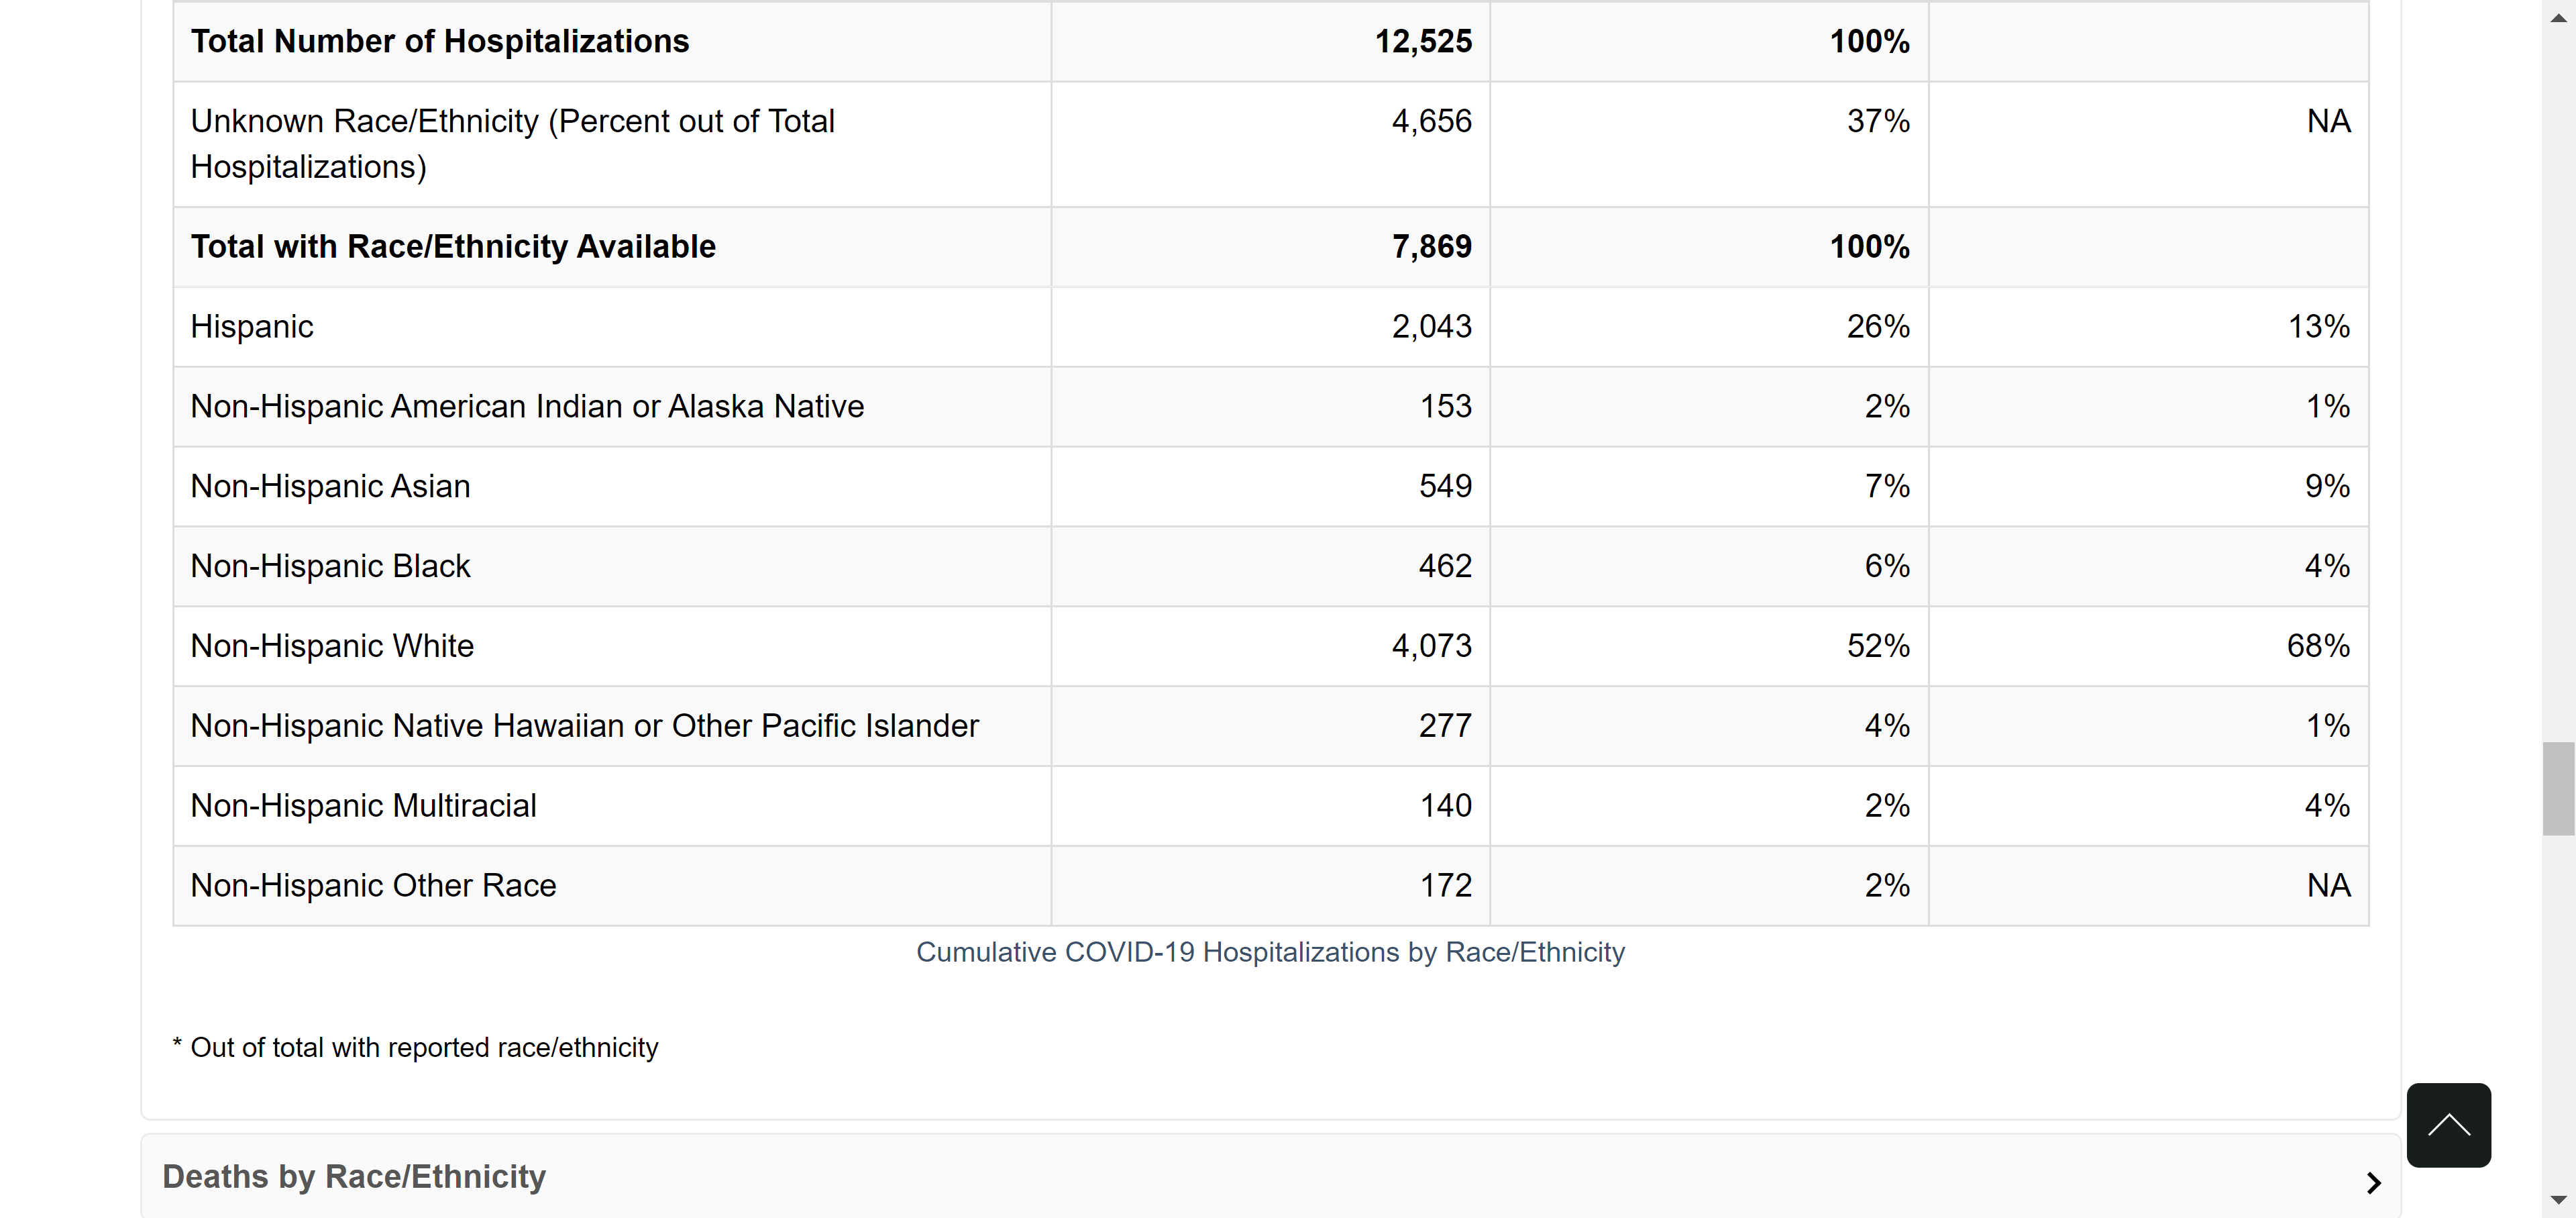 Total Number of Hospitalizations 12,525 100%
Unknown Race/Ethnicity (Percent out of Total 4,656 37% NA
Hospitalizations)
Total with Race/Ethnicity Available 7,869 100%
Hispanic 2,043 26% 13%
Non-Hispanic American Indian or Alaska Native 153 2% 1%
Non-Hispanic Asian 549 7% 9%
Non-Hispanic Black 462 6% 4%
Non-Hispanic White 4,073 52% 68%
Non-Hispanic Native Hawaiian or Other Pacific Islander 277 4% 1%
Non-Hispanic Multiracial 140 2% 4%
Non-Hispanic Other Race 172 2% NA
Cumulative COVID-19 Hospitalizations by Race/Ethnicity
* Out of total with reported race/ethnicity
Deaths by Race/Ethnicity